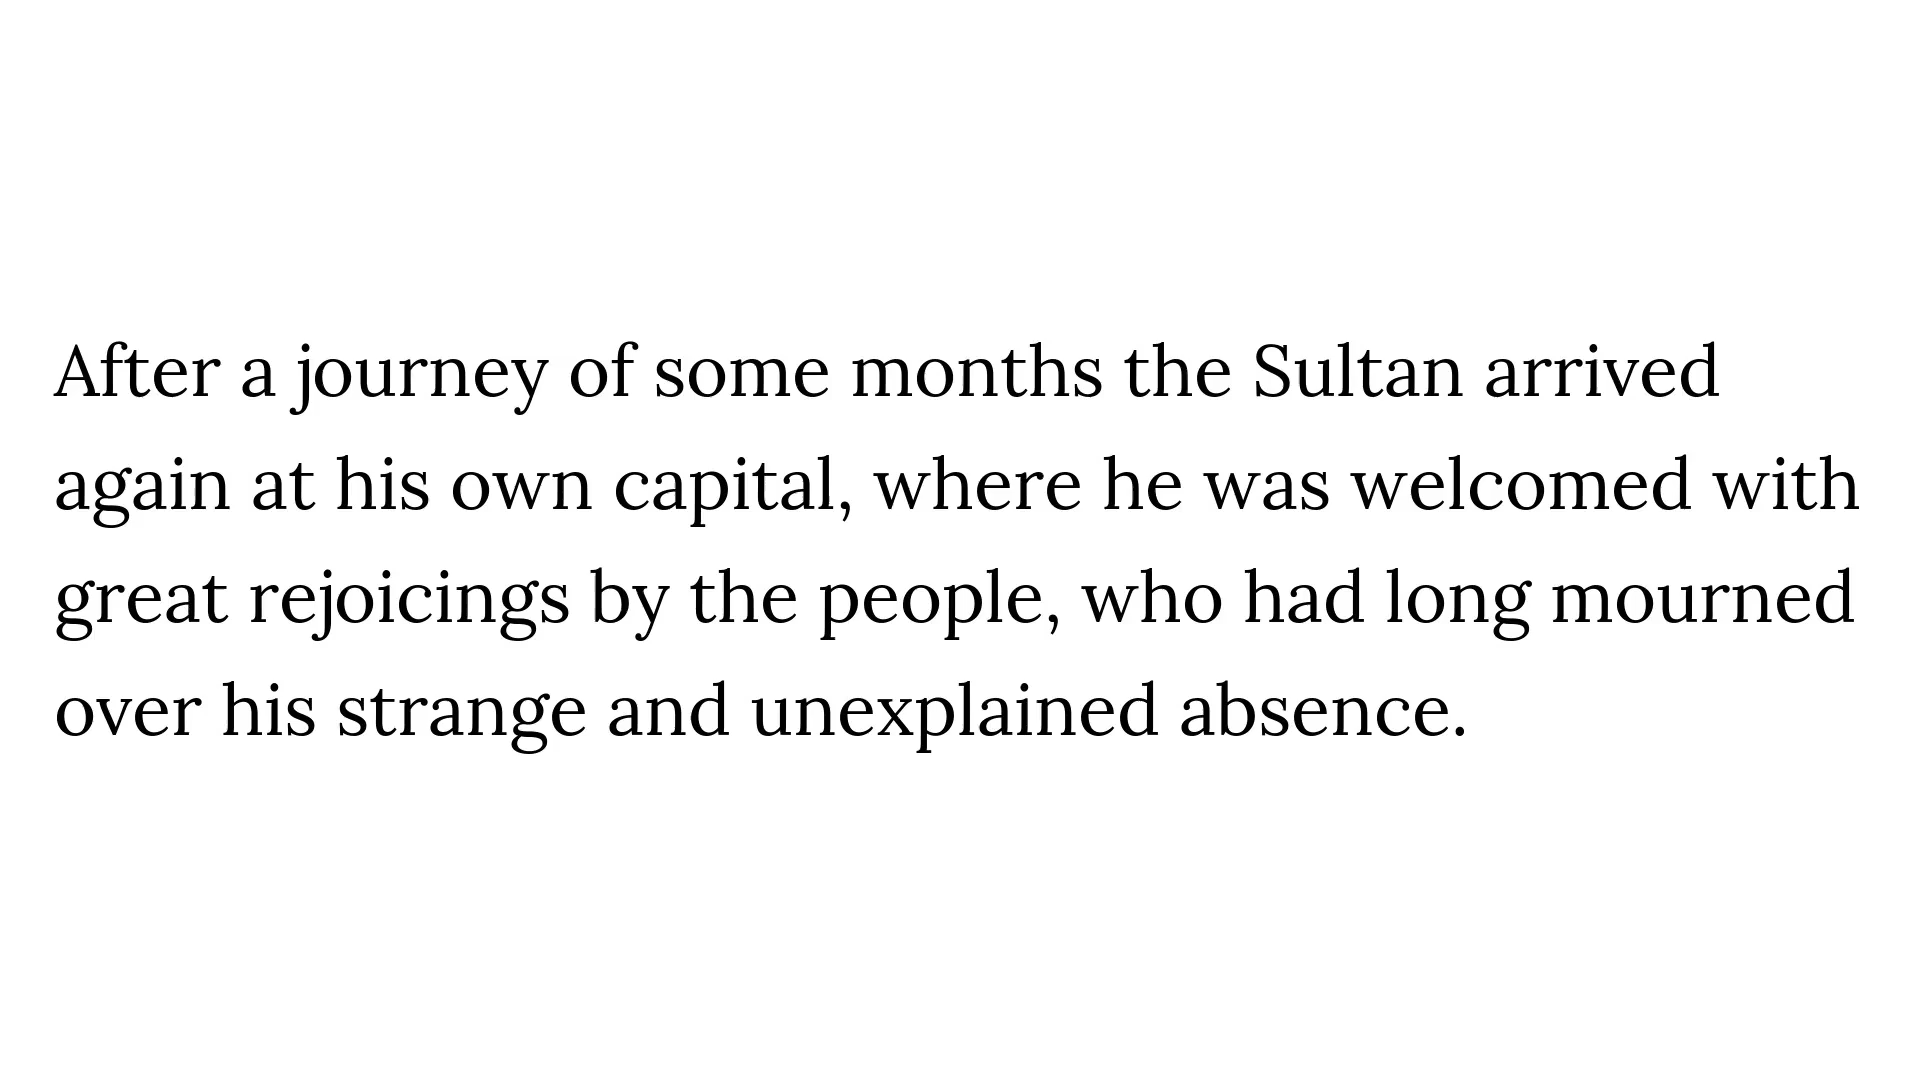 After a journey of some months the Sultan arrived
again at his own capital, where he was welcomed with
great rejoicings by the people, who had long mourned
over his strange and unexplained absence.